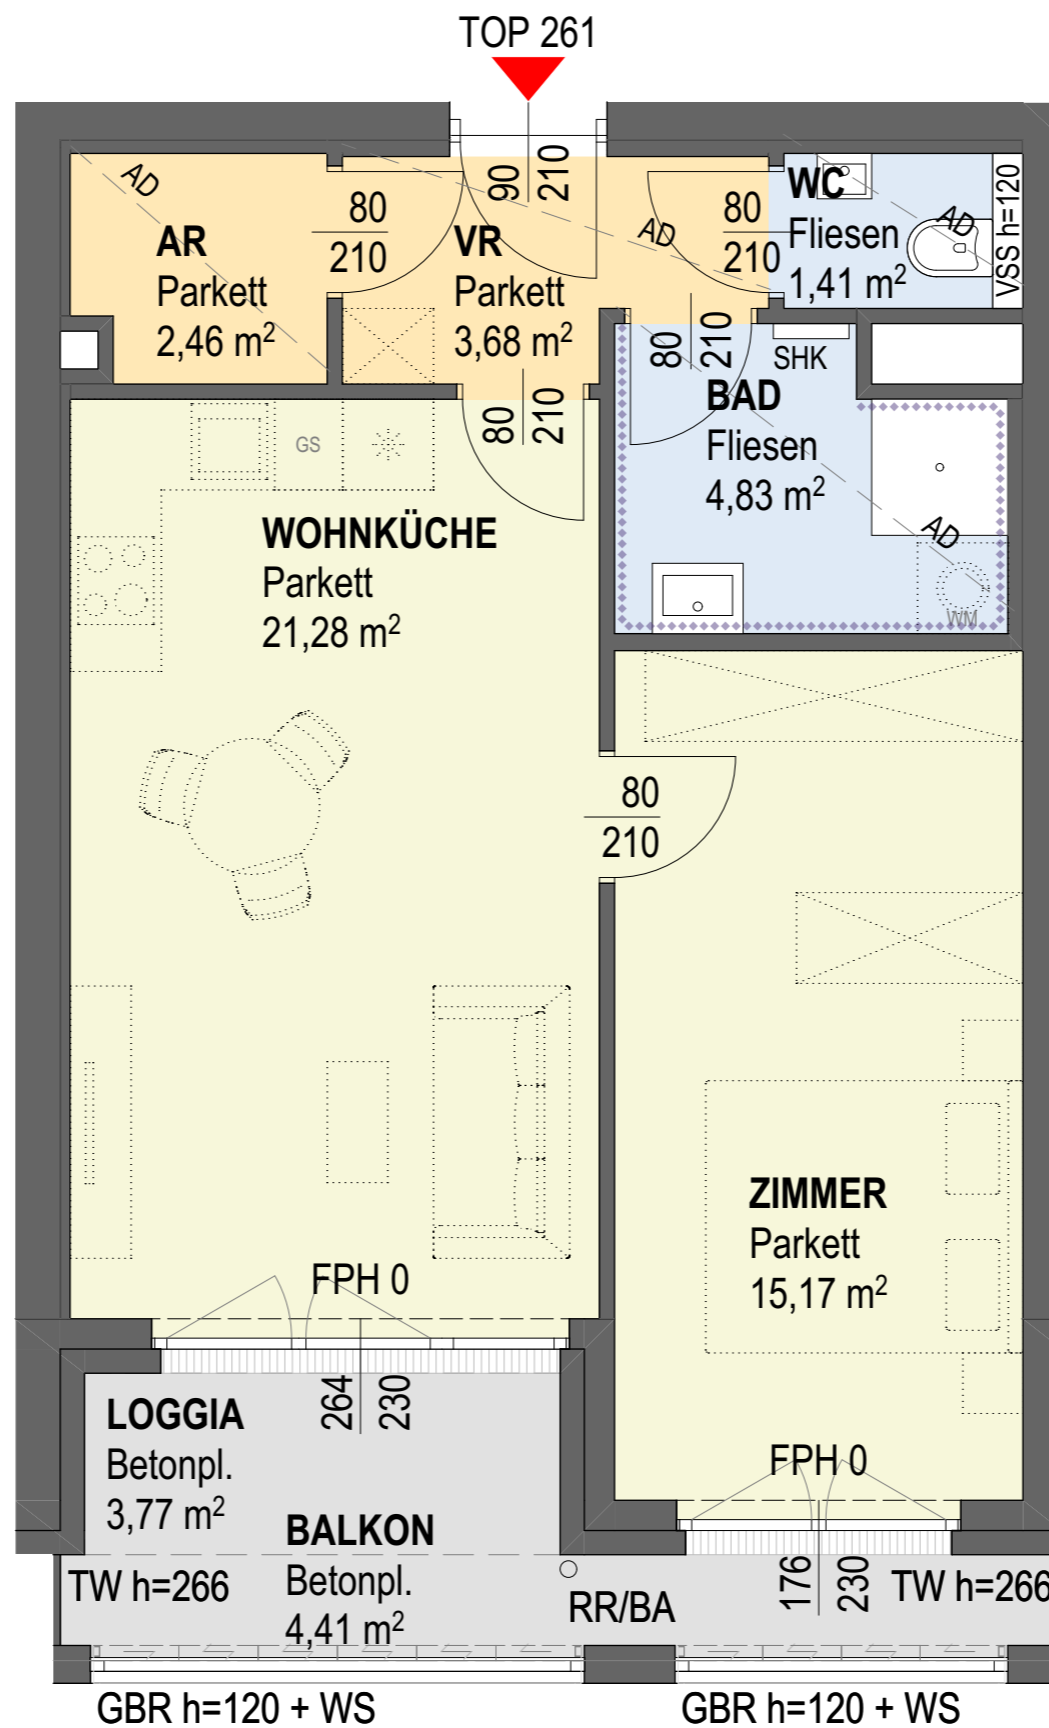 TOP 261
AD
AR
Parkett
2,46 m²
80
210
90
210
VR
Parkett
3,68 m²
AD
80
210
WC
Fliesen
1,41 m²
AD
VSS h=120
80
210
80
210
SHK
BAD
Fliesen
4,83 m²
AD
WM
GS
WOHNKÜCHE
Parkett
21,28 m²
80
210
ZIMMER
Parkett
15,17 m²
FPH 0
264
230
LOGGIA
Betonpl.
3,77 m²
FPH 0
176
230
BALKON
Betonpl.
4,41 m²
TW h=266
RR/BA
TW h=266
GBR h=120 + WS
GBR h=120 + WS